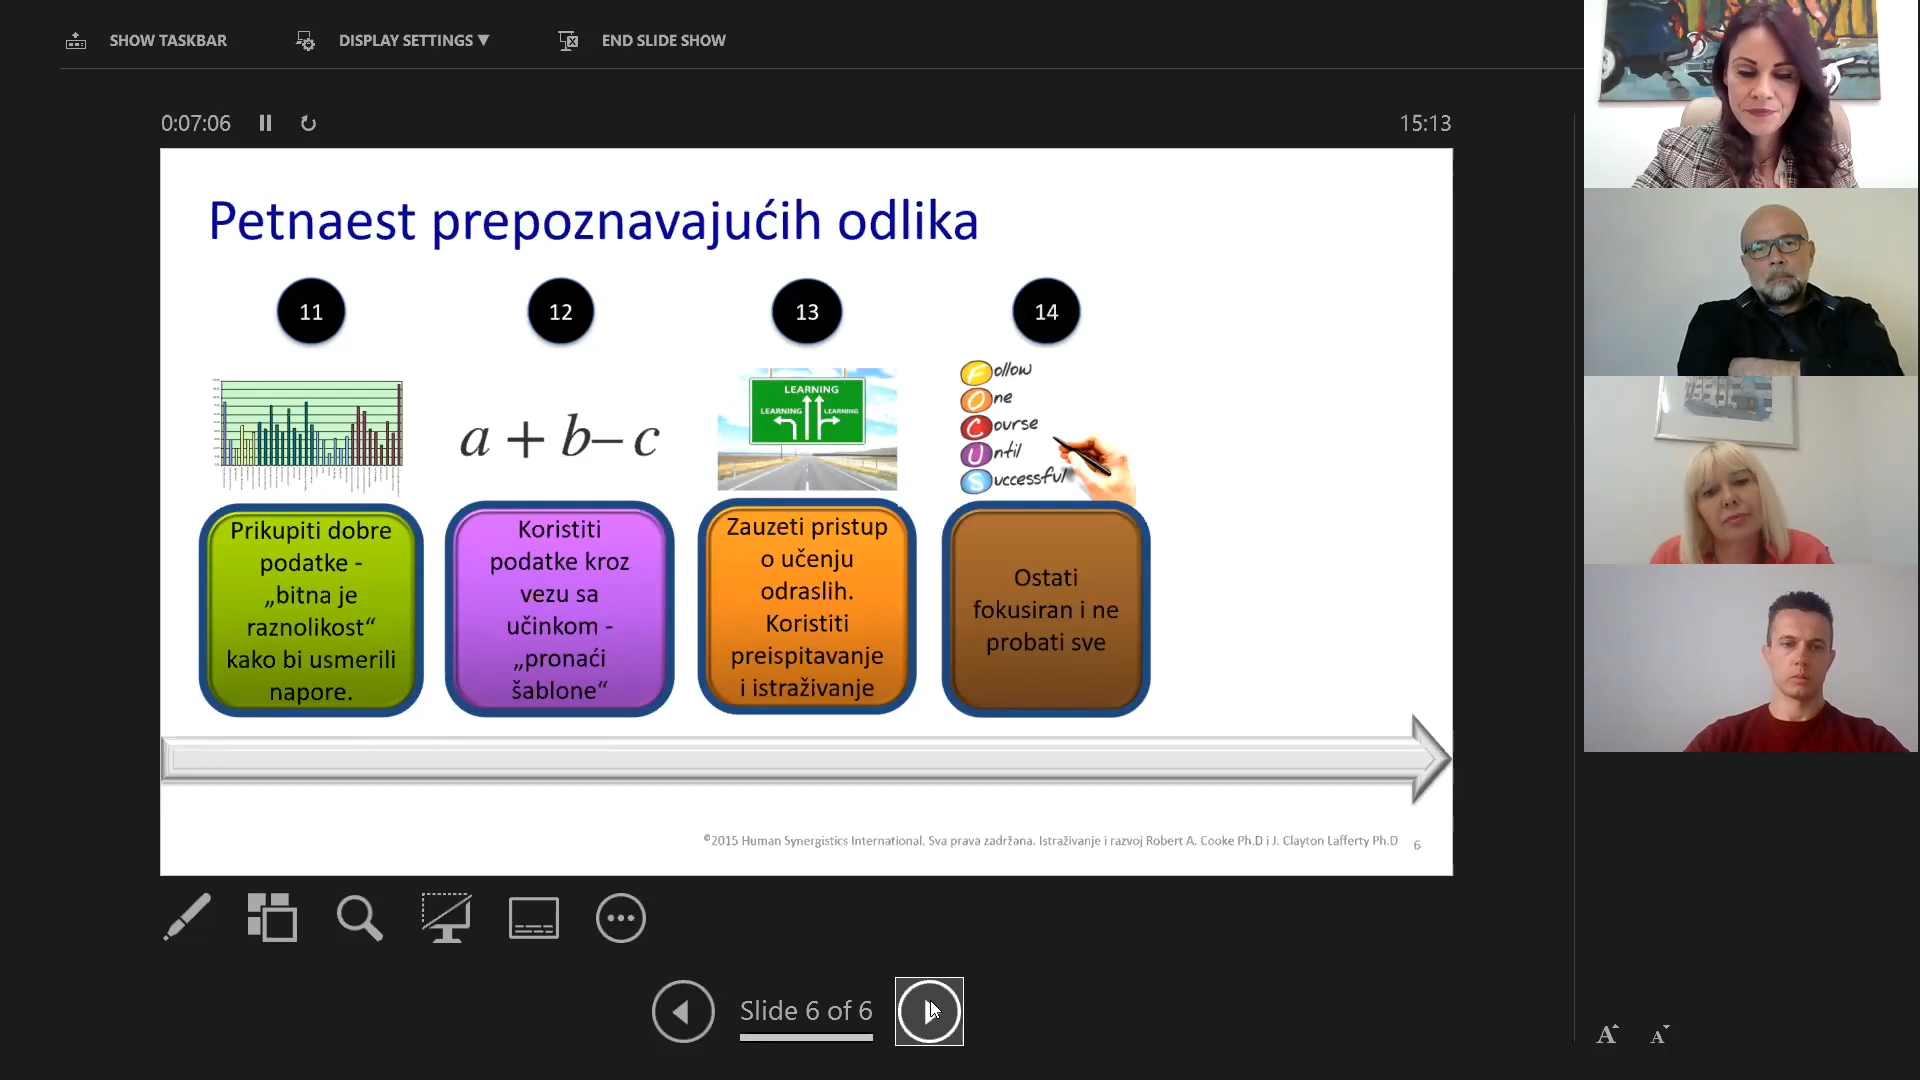 SHOW TASKBAR
DISPLAY SETTINGS ▼
END SLIDE SHOW
0:07:06
15:13
Petnaest prepoznavajućih odlika
11
12
13
14
a + b – c
LEARNING
LEARNING
LEARNING
Follow
One
Course
Until
Successful
Prikupiti dobre
podatke -
„bitna je
raznolikost“
kako bi usmerili
napore.
Koristiti
podatke kroz
vezu sa
učinkom -
„pronaći
šablone“
Zauzeti pristup
o učenju
odraslih.
Koristiti
preispitavanje
i istraživanje
Ostati
fokusiran i ne
probati sve
©2015 Human Synergistics International. Sva prava zadržana. Istraživanje i razvoj Robert A. Cooke Ph.D i J. Clayton Lafferty Ph.D
6
Slide 6 of 6
A A